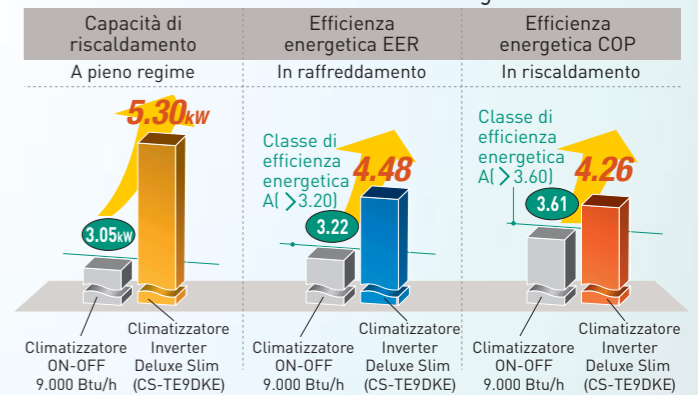 Capacità di
riscaldamento
A pieno regime
5.30kW
3.05kW
Climatizzatore
ON-OFF
9.000 Btu/h
Climatizzatore
Inverter
Deluxe Slim
(CS-TE9DKE)
Efficienza
energetica EER
In raffreddamento
Classe di
efficienza
energetica
A( >3.20)
4.48
3.22
Climatizzatore
ON-OFF
9.000 Btu/h
Climatizzatore
Inverter
Deluxe Slim
(CS-TE9DKE)
Efficienza
energetica COP
In riscaldamento
Classe di
efficienza
energetica
A( >3.60)
4.26
3.61
Climatizzatore
ON-OFF
9.000 Btu/h
Climatizzatore
Inverter
Deluxe Slim
(CS-TE9DKE)